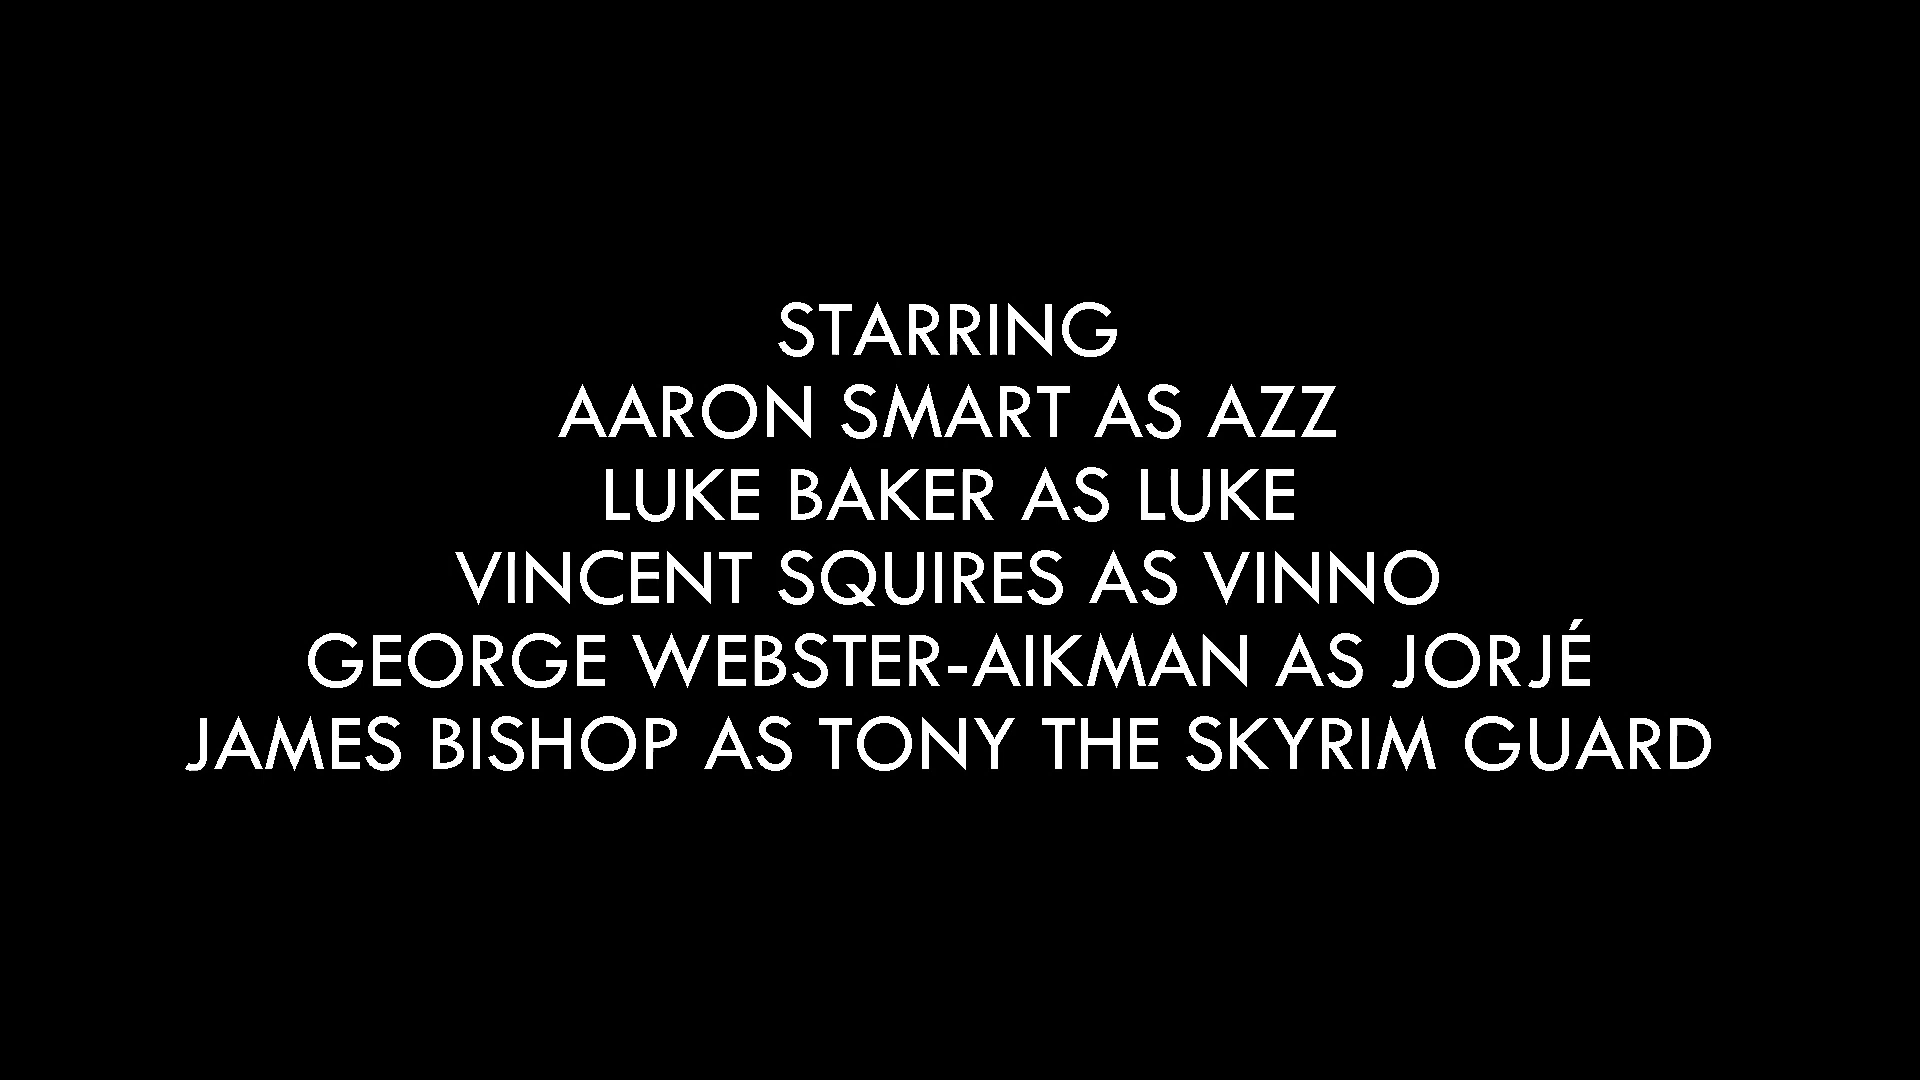 STARRING
AARON SMART AS AZZ
LUKE BAKER AS LUKE
VINCENT SQUIRES AS VINNO
GEORGE WEBSTER-AIKMAN AS JORJÉ
JAMES BISHOP AS TONY THE SKYRIM GUARD